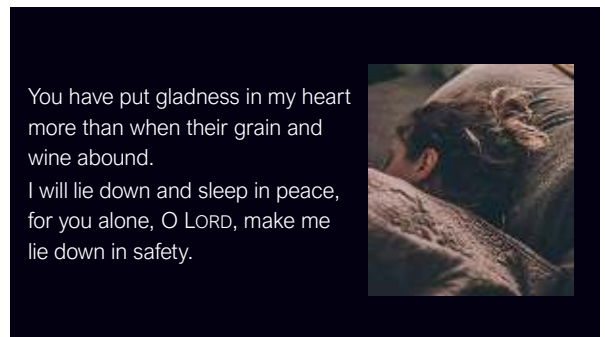 You have put gladness in my heart
more than when their grain and
wine abound.
I will lie down and sleep in peace,
for you alone, O LORD, make me
lie down in safety.